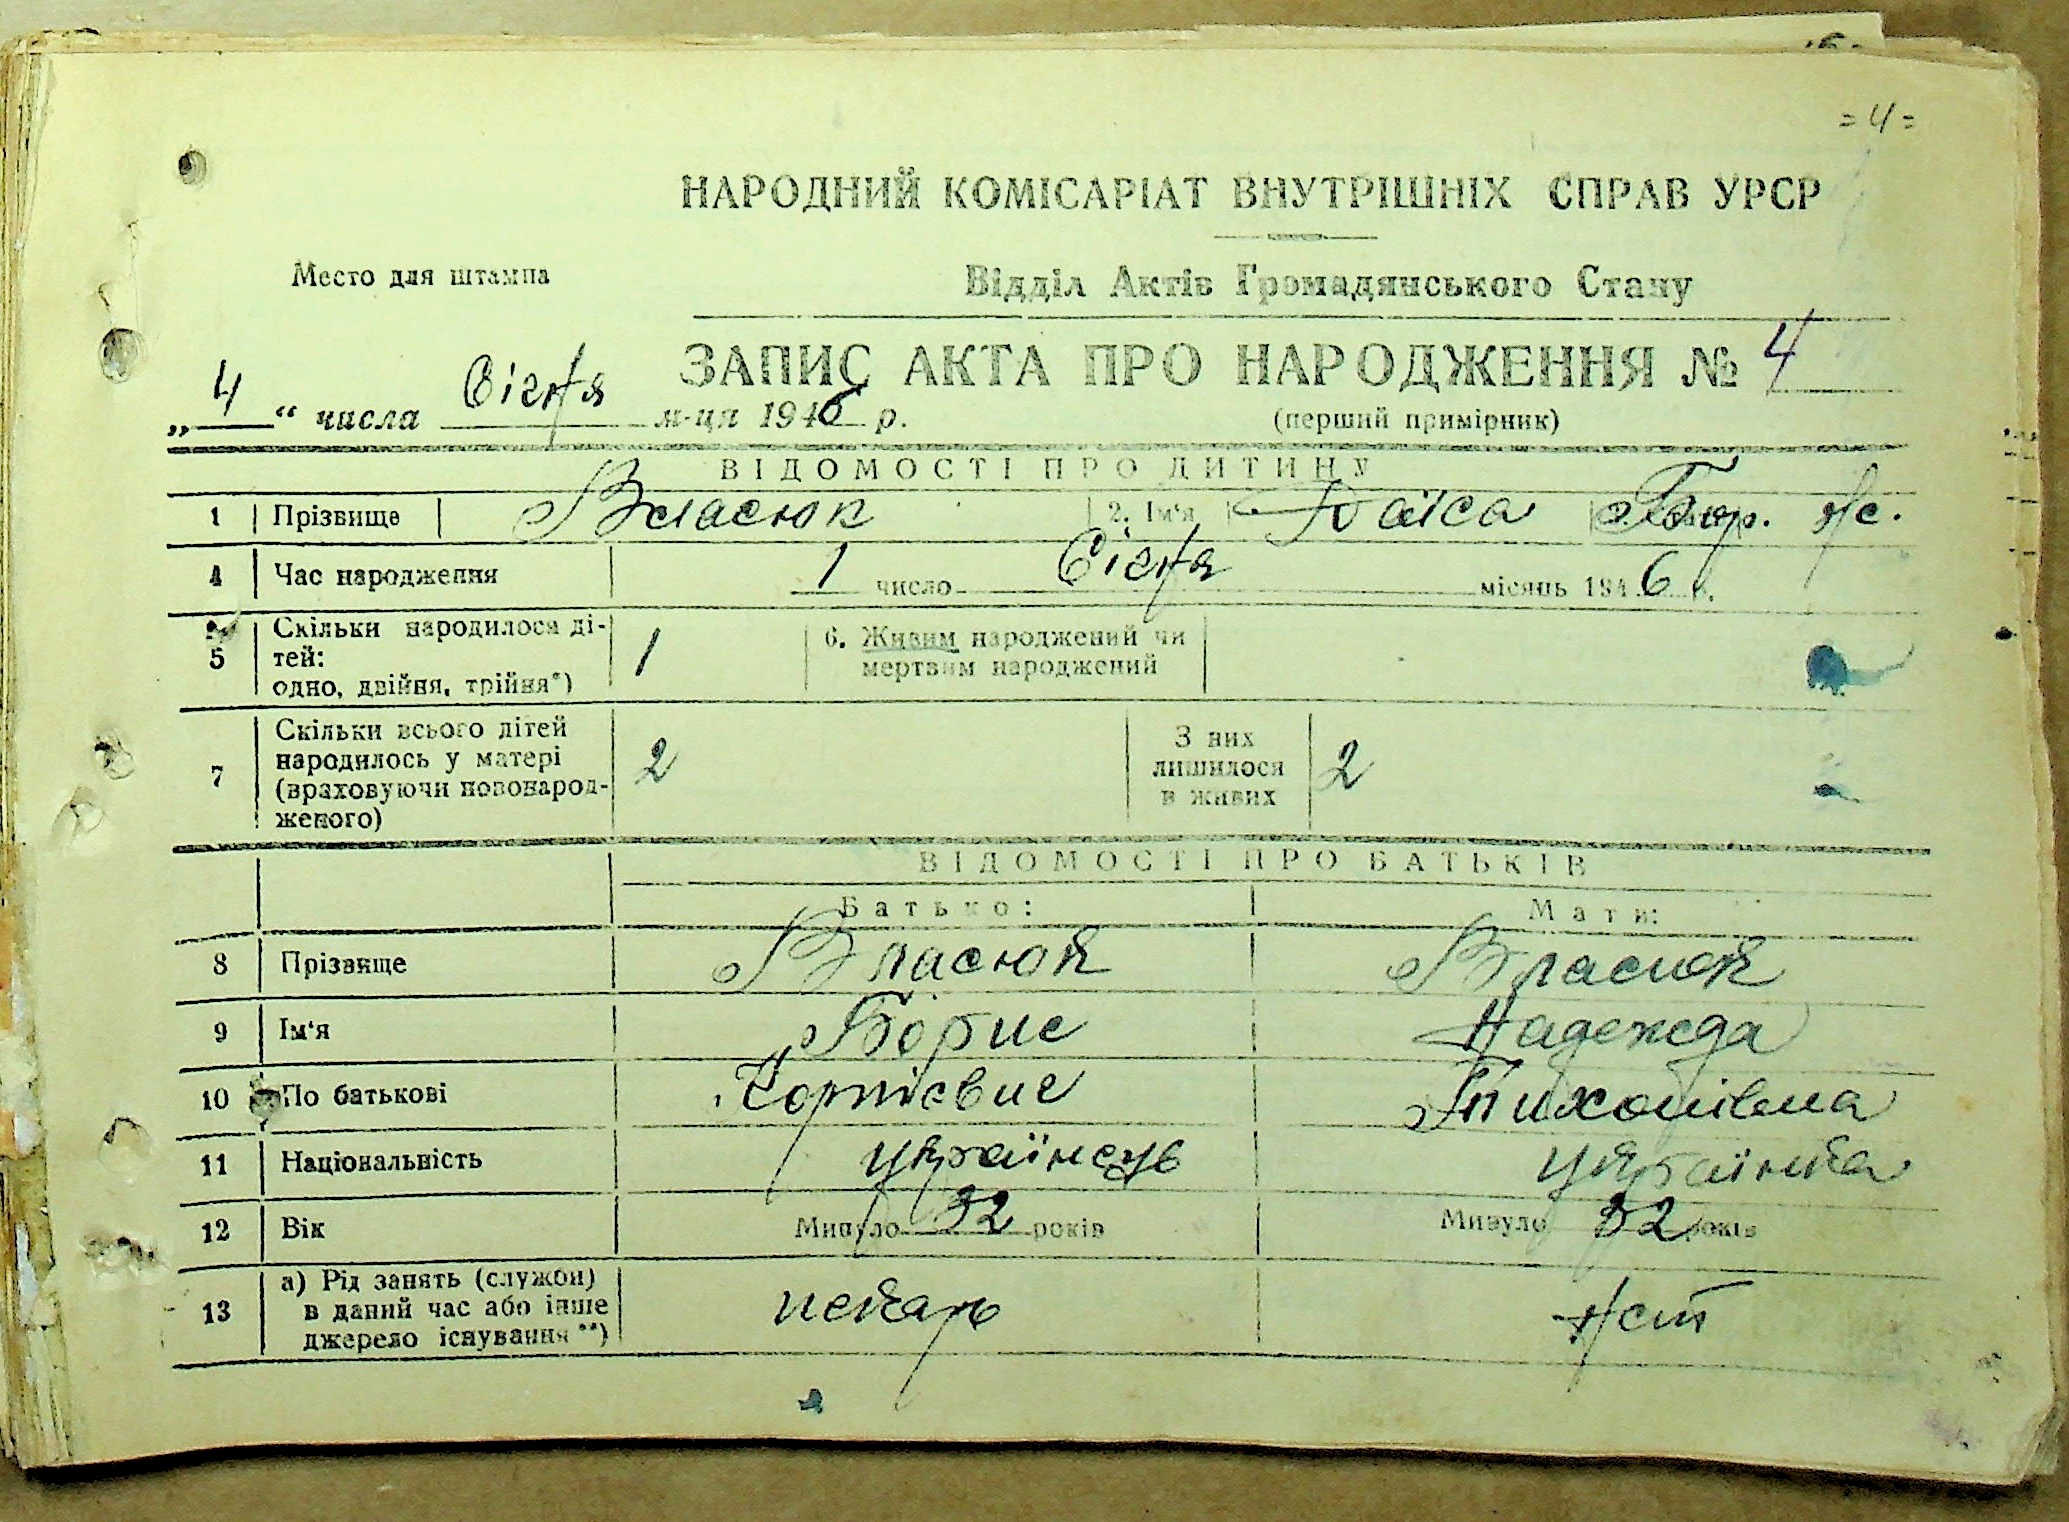 = 4 =
НАРОДНИЙ КОМІСАРІАТ ВНУТРІШНІХ СПРАВ УРСР
Место для штампа
Відділ Актів Громадянського Стану
ЗАПИС АКТА ПРО НАРОДЖЕННЯ № 4
„ 4 “ числа Січня м-ця 1946 р.
(перший примірник)
ВІДОМОСТІ ПРО ДИТИНУ
1 Прізвище Власюк 2. Ім'я Раїса Бор.
4 Час народження 1 число Січня місяць 1946 р.
5 Скільки народилося ді-
тей:
одно, двійня, трійня*) 1
6. Живим народжений чи
мертвим народжений
7 Скільки всього дітей
народилось у матері
(враховуючи новонарод-
женого) 2
З них
лишилося
в живих 2
ВІДОМОСТІ ПРО БАТЬКІВ
Батько: Мати:
8 Прізвище Власюк Власюк
9 Ім'я Борис Надежда
10 По батькові Тихонівна
11 Національність українець українка
12 Вік Минуло 32 років Минуло 32 років
13 а) Рід занять (служби)
в даний час або інше
джерело існування **) пекарь